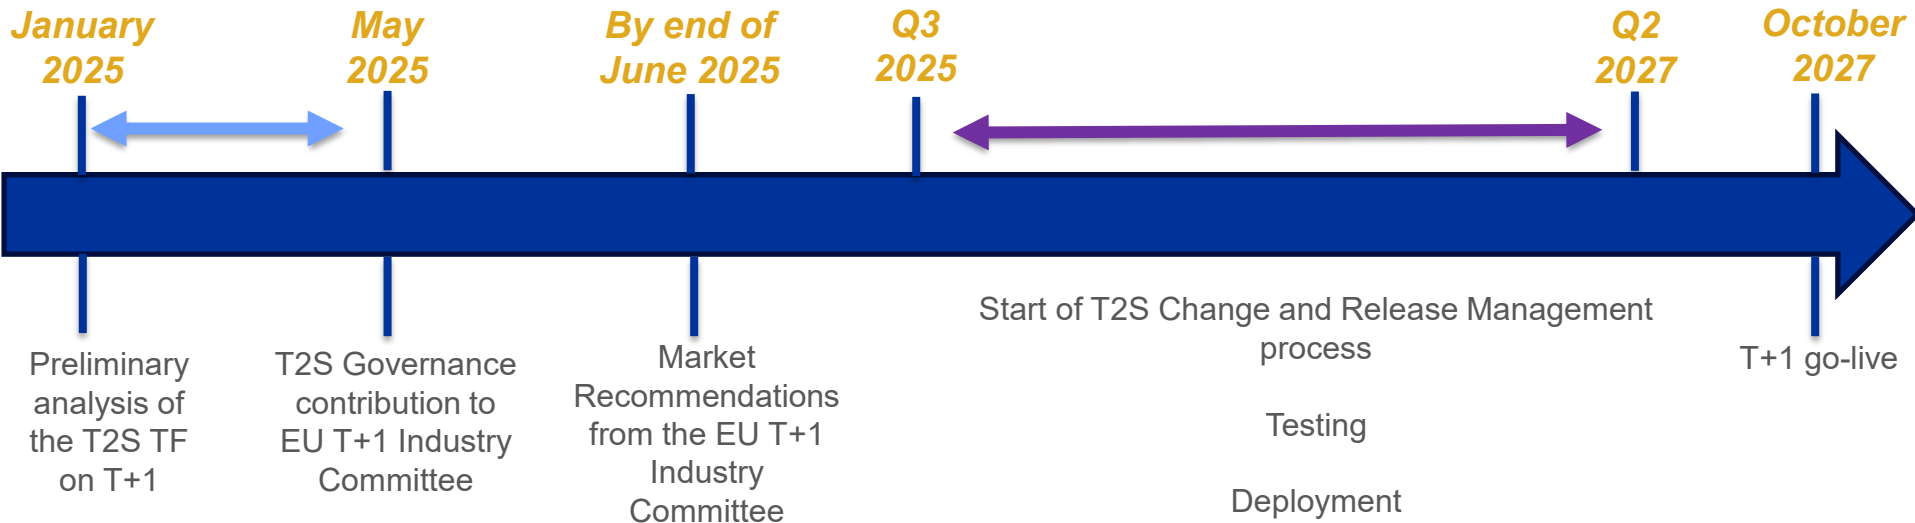 January
2025
May
2025
By end of
June 2025
Q3
2025
Q2
2027
October
2027
Preliminary
analysis of
the T2S TF
on T+1
T2S Governance
contribution to
EU T+1 Industry
Committee
Market
Recommendations
from the EU T+1
Industry
Committee
Start of T2S Change and Release Management
process
Testing
Deployment
T+1 go-live